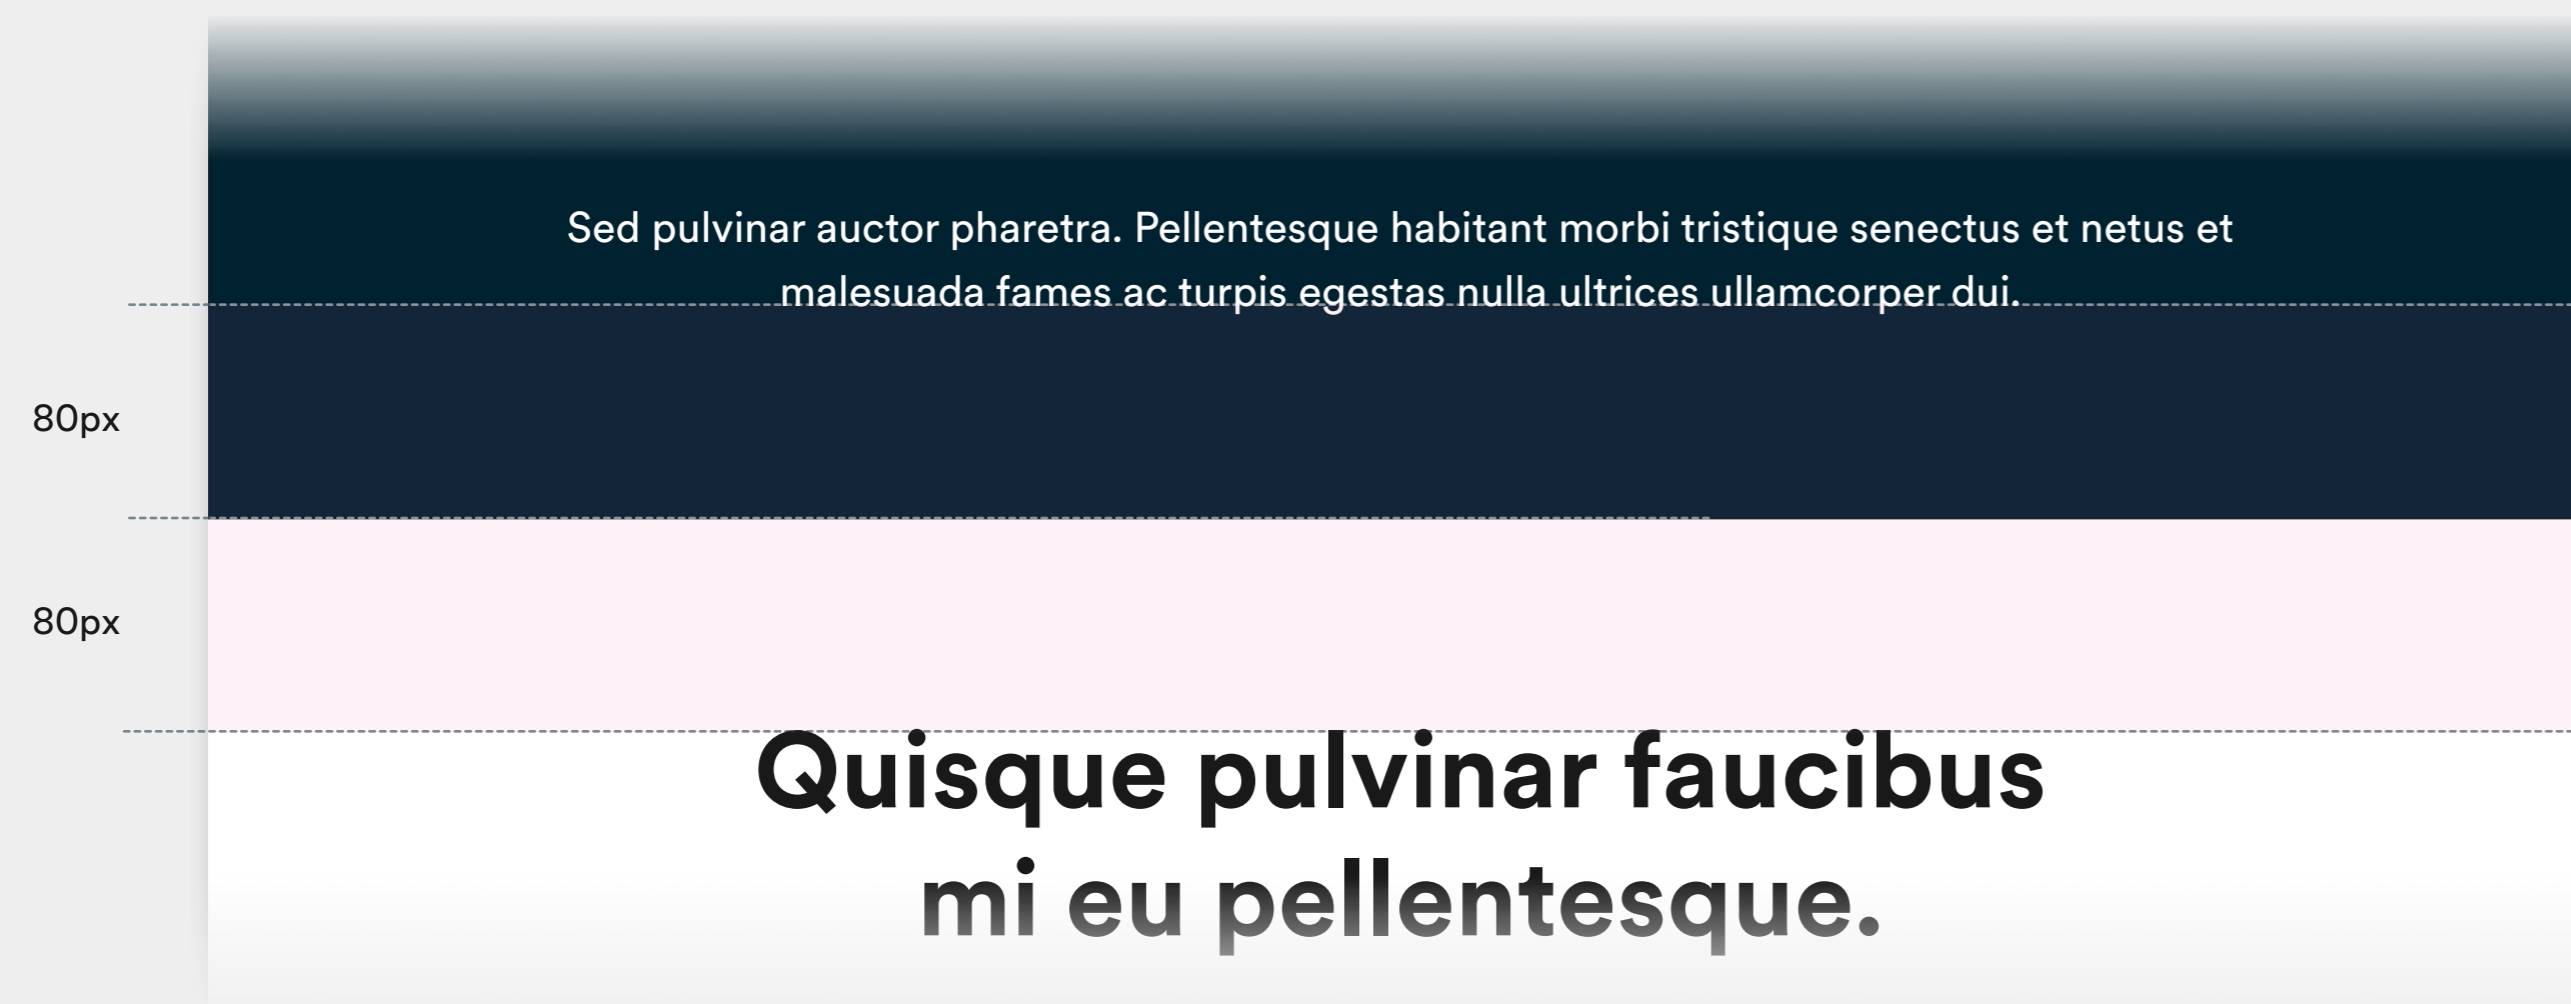 Sed pulvinar auctor pharetra. Pellentesque habitant morbi tristique senectus et netus et
malesuada fames ac turpis egestas nulla ultrices ullamcorper dui.
80px
80px
Quisque pulvinar faucibus
mi eu pellentesque.